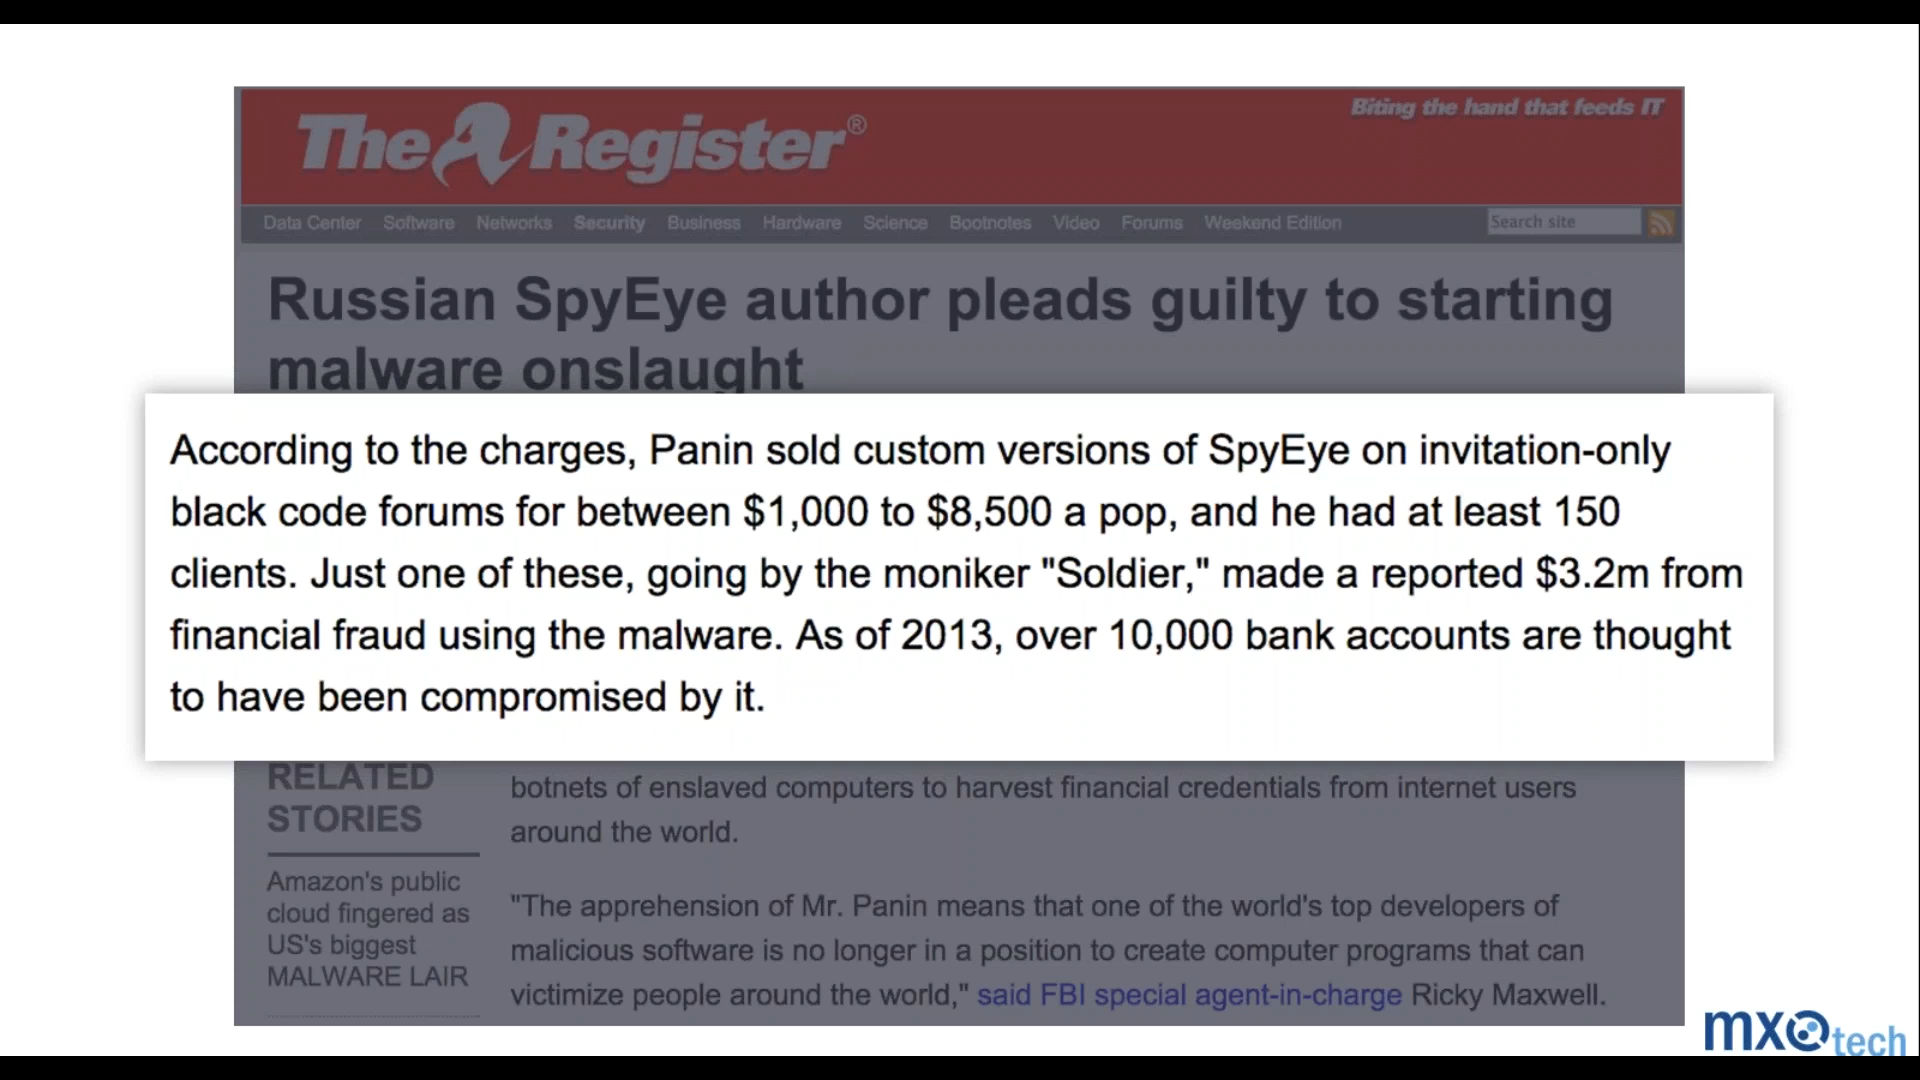 The Register®
Biting the hand that feeds IT
Data Center Software Networks Security Business Hardware Science Bootnotes Video Forums Weekend Edition Search site
Russian SpyEye author pleads guilty to starting
malware onslaught
According to the charges, Panin sold custom versions of SpyEye on invitation-only
black code forums for between $1,000 to $8,500 a pop, and he had at least 150
clients. Just one of these, going by the moniker "Soldier," made a reported $3.2m from
financial fraud using the malware. As of 2013, over 10,000 bank accounts are thought
to have been compromised by it.
RELATED
STORIES
Amazon's public
cloud fingered as
US's biggest
MALWARE LAIR
botnets of enslaved computers to harvest financial credentials from internet users
around the world.
"The apprehension of Mr. Panin means that one of the world's top developers of
malicious software is no longer in a position to create computer programs that can
victimize people around the world," said FBI special agent-in-charge Ricky Maxwell.
mxotech